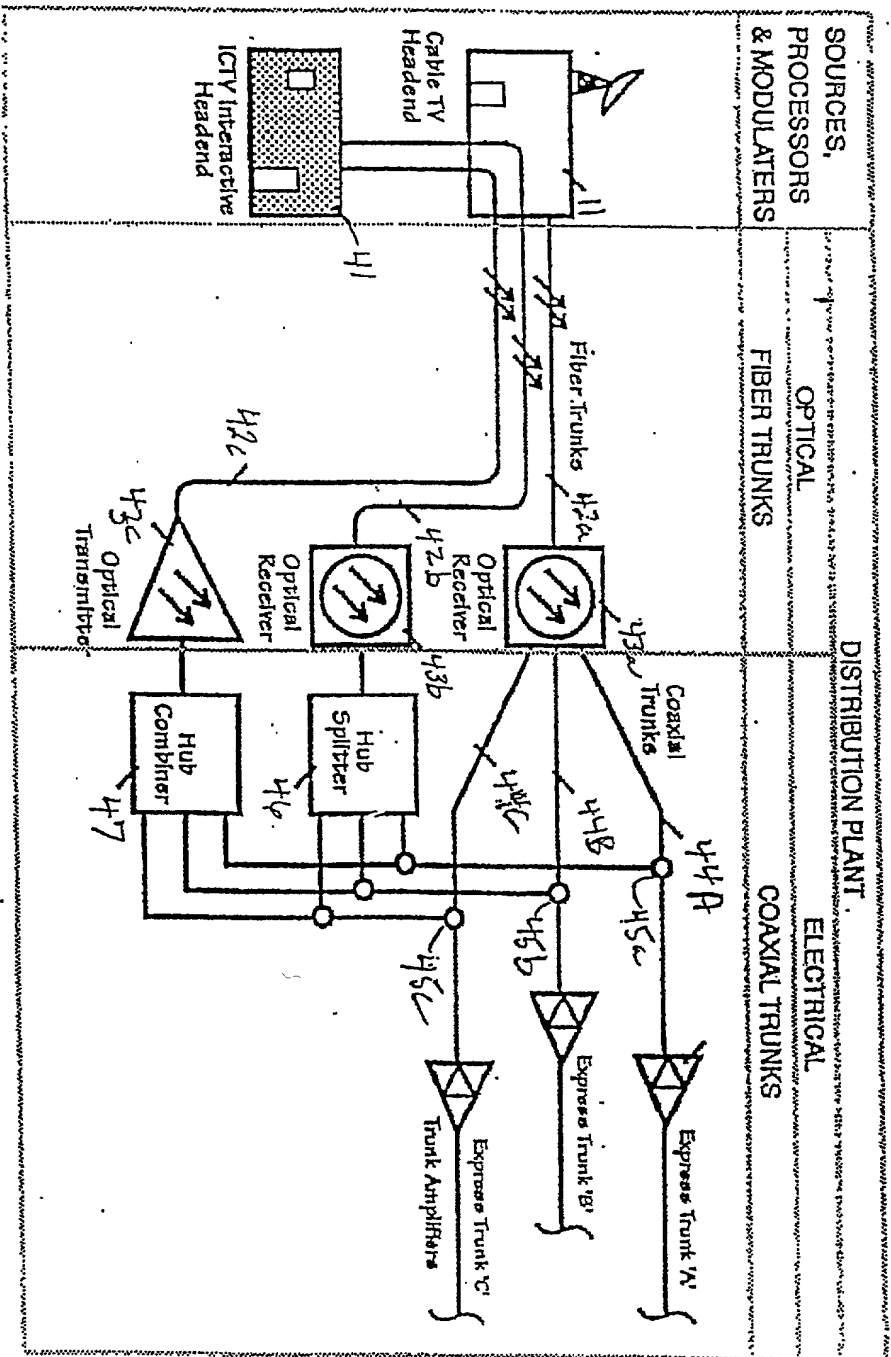 DISTRIBUTION PLANT
SOURCES,
PROCESSORS
& MODULATERS
OPTICAL
FIBER TRUNKS
ELECTRICAL
COAXIAL TRUNKS
11
Cable TV
Headend
41
ICTV Interactive
Headend
Fiber Trunks
42a
42b
42c
43a
Optical
Receiver
43b
Optical
Receiver
43c
Optical
Transmitte
Coaxial
Trunks
44A
44B
44C
45a
45b
45c
Hub
Splitter
46
Hub
Combiner
47
Express Trunk 'A'
Express Trunk 'B'
Express Trunk 'C'
Trunk Amplifiers